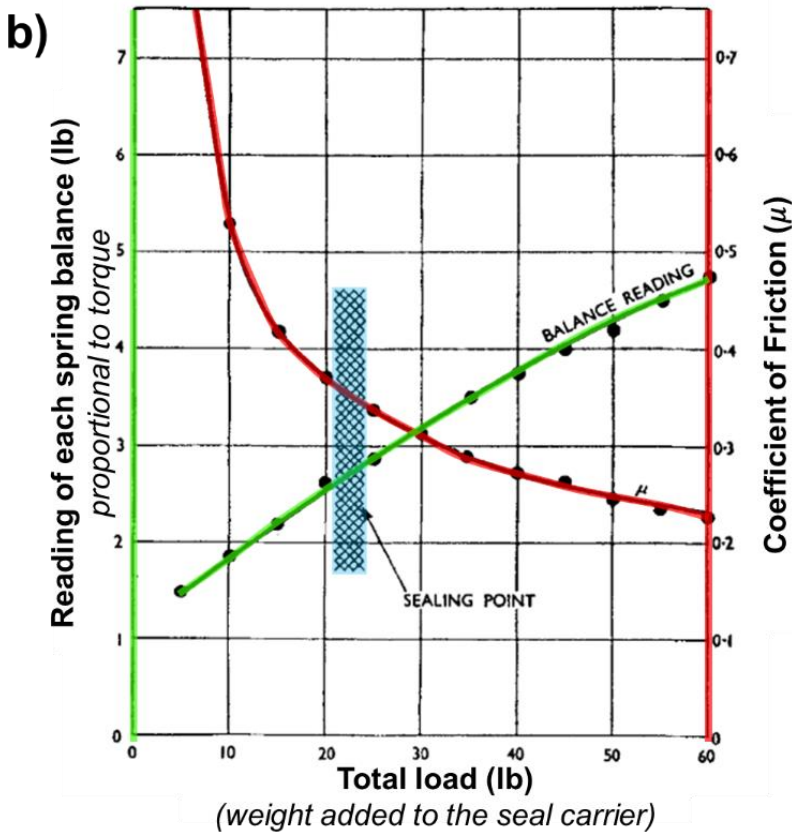 b)
Reading of each spring balance (lb)
proportional to torque
7
6
5
4
3
2
1
0
0 10 20 30 40 50 60
Total load (lb)
(weight added to the seal carrier)
BALANCE READING
μ
SEALING POINT
0·7
0·6
0·5
0·4
0·3
0·2
0·1
0
Coefficient of Friction (μ)